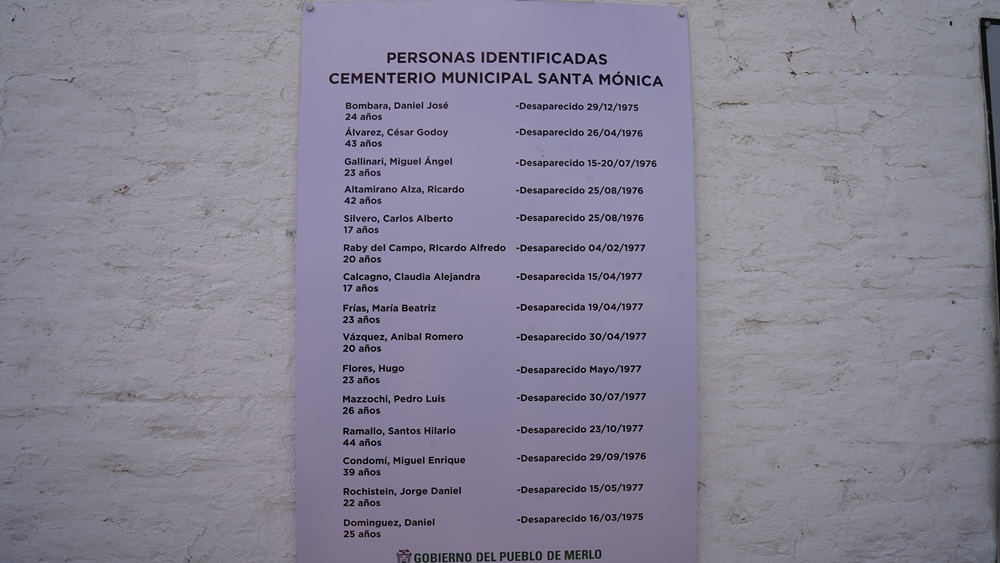 PERSONAS IDENTIFICADAS
CEMENTERIO MUNICIPAL SANTA MÓNICA
Bombara, Daniel José -Desaparecido 29/12/1975
24 años
Álvarez, César Godoy -Desaparecido 26/04/1976
43 años
Gallinari, Miguel Ángel -Desaparecido 15-20/07/1976
23 años
Altamirano Alza, Ricardo -Desaparecido 25/08/1976
42 años
Silvero, Carlos Alberto -Desaparecido 25/08/1976
17 años
Raby del Campo, RIcardo Alfredo -Desaparecido 04/02/1977
20 años
Calcagno, Claudia Alejandra -Desaparecida 15/04/1977
17 años
Frías, María Beatriz -Desaparecida 19/04/1977
23 años
Vázquez, Anibal Romero -Desaparecido 30/04/1977
20 años
Flores, Hugo -Desaparecido Mayo/1977
23 años
Mazzochi, Pedro Luis -Desaparecido 30/07/1977
26 años
Ramallo, Santos Hilario -Desaparecido 23/10/1977
44 años
Condomí, Miguel Enrique -Desaparecido 29/09/1976
39 años
Rochistein, Jorge Daniel -Desaparecido 15/05/1977
22 años
Dominguez, Daniel -Desaparecido 16/03/1975
25 años
GOBIERNO DEL PUEBLO DE MERLO